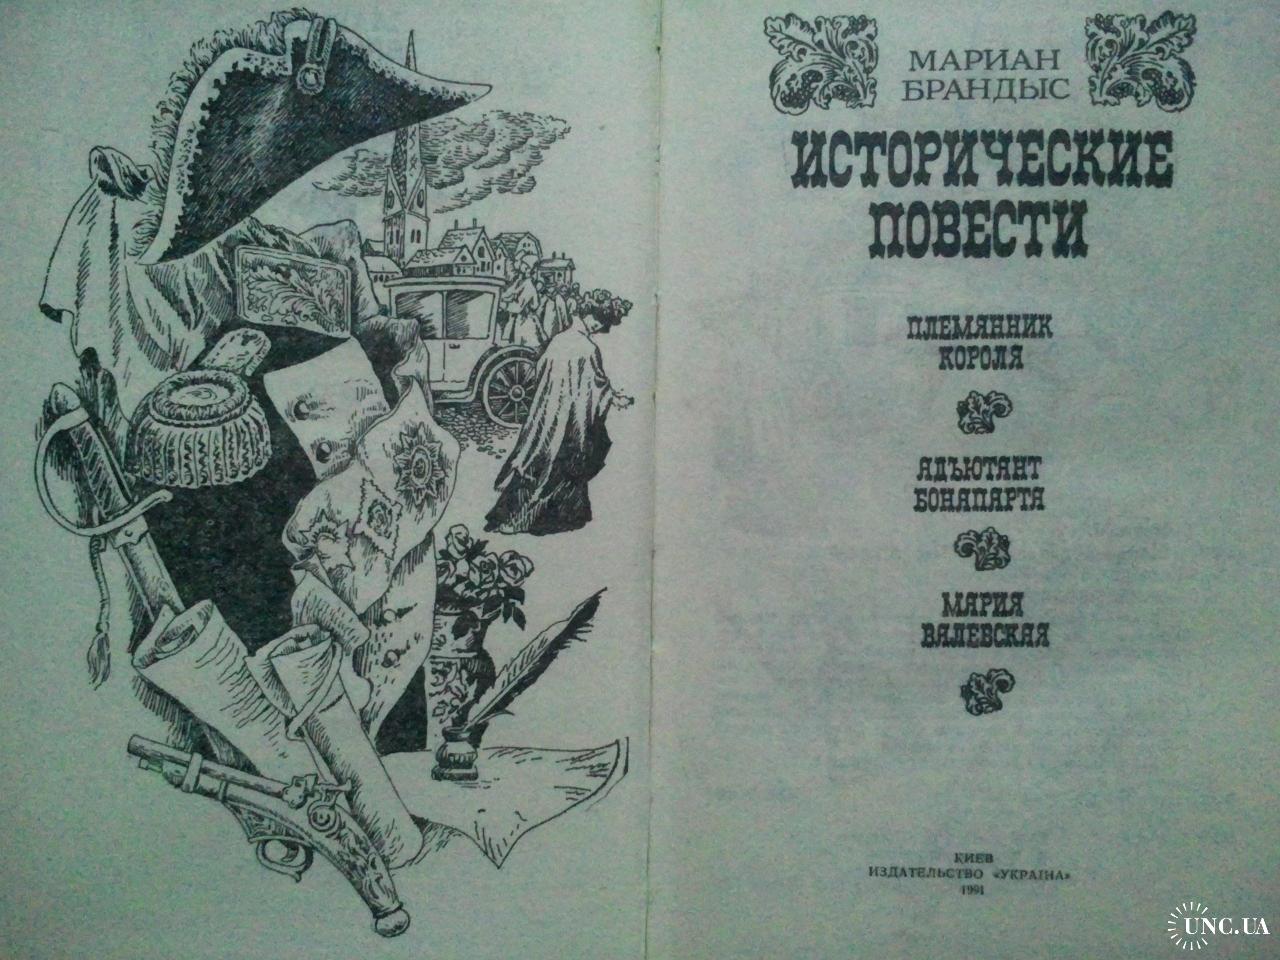 МАРИАН
БРАНДЫС
ИСТОРИЧЕСКИЕ
ПОВЕСТИ
ПЛЕМЯННИК
КОРОЛЯ
АДЪЮТАНТ
БОНАПАРТА
МАРИЯ
ВАЛЕВСКАЯ
КИЕВ
ИЗДАТЕЛЬСТВО «УКРАЇНА»
1991
UNC.UA